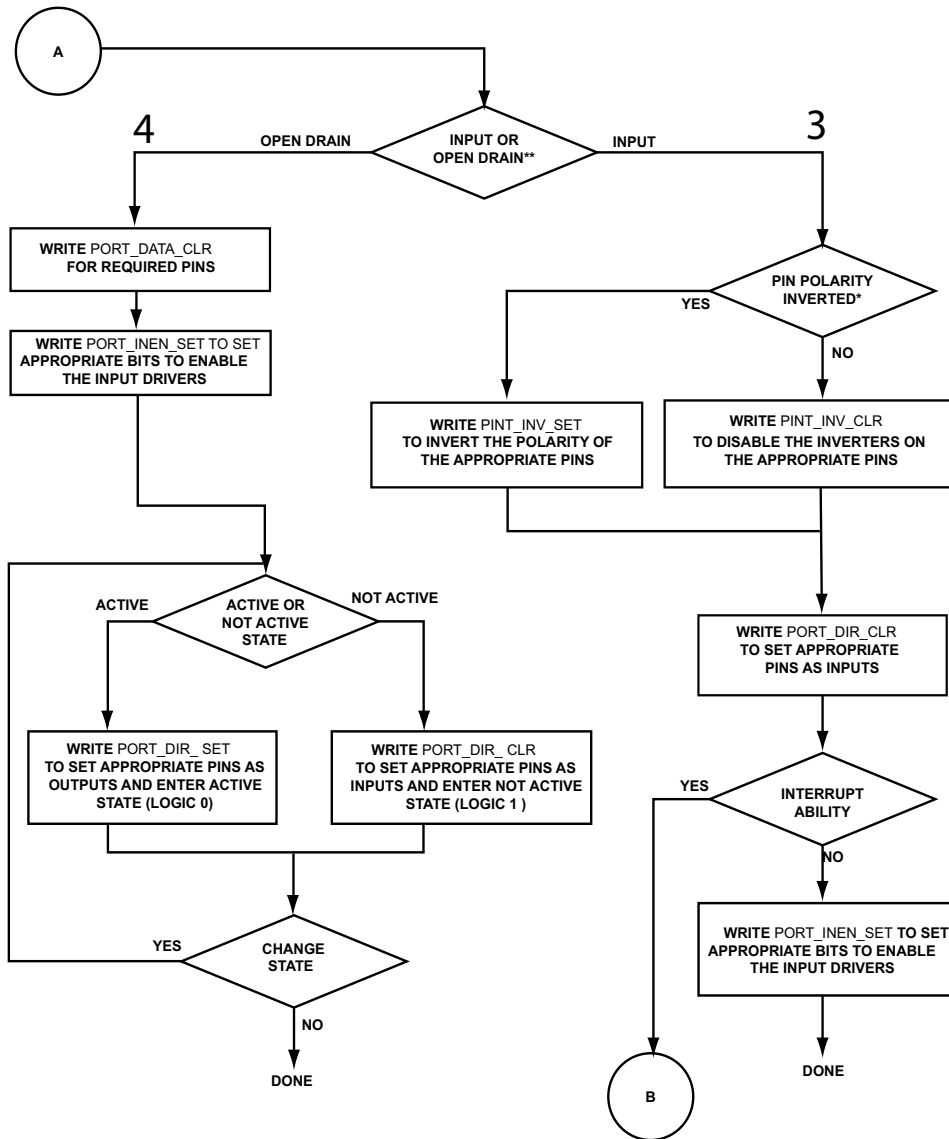 A
4
3
OPEN DRAIN
INPUT OR
OPEN DRAIN**
INPUT
WRITE PORT_DATA_CLR
FOR REQUIRED PINS
PIN POLARITY
INVERTED*
YES
NO
WRITE PORT_INEN_SET TO SET
APPROPRIATE BITS TO ENABLE
THE INPUT DRIVERS
WRITE PINT_INV_SET
TO INVERT THE POLARITY OF
THE APPROPRIATE PINS
WRITE PINT_INV_CLR
TO DISABLE THE INVERTERS ON
THE APPROPRIATE PINS
ACTIVE
ACTIVE OR
NOT ACTIVE
STATE
NOT ACTIVE
WRITE PORT_DIR_CLR
TO SET APPROPRIATE
PINS AS INPUTS
WRITE PORT_DIR_ SET
TO SET APPROPRIATE PINS AS
OUTPUTS AND ENTER ACTIVE
STATE (LOGIC 0)
WRITE PORT_DIR_ CLR
TO SET APPROPRIATE PINS AS
INPUTS AND ENTER NOT ACTIVE
STATE (LOGIC 1 )
YES
INTERRUPT
ABILITY
NO
YES
CHANGE
STATE
NO
DONE
WRITE PORT_INEN_SET TO SET
APPROPRIATE BITS TO ENABLE
THE INPUT DRIVERS
DONE
B